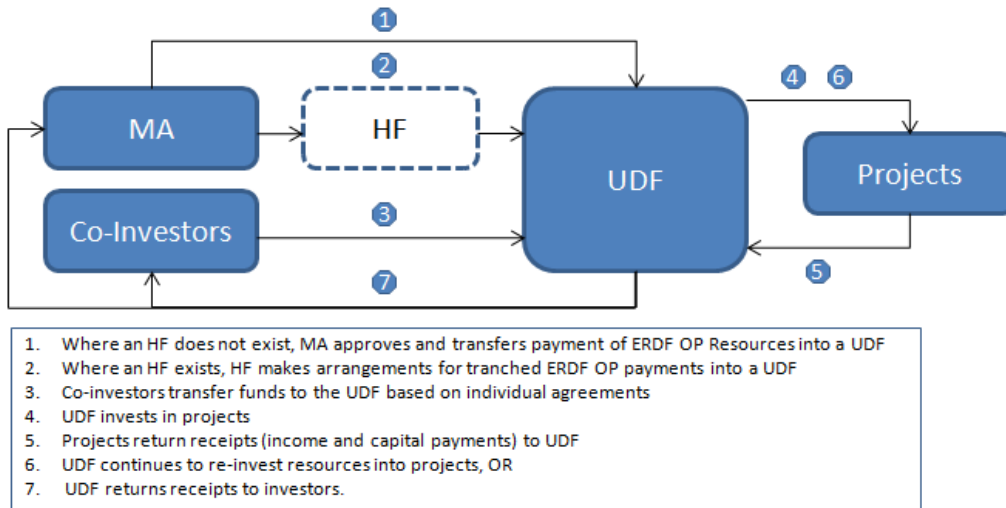 1
2
4 6
MA
HF
UDF
Projects
Co-Investors
3
5
7
1. Where an HF does not exist, MA approves and transfers payment of ERDF OP Resources into a UDF
2. Where an HF exists, HF makes arrangements for tranched ERDF OP payments into a UDF
3. Co-investors transfer funds to the UDF based on individual agreements
4. UDF invests in projects
5. Projects return receipts (income and capital payments) to UDF
6. UDF continues to re-invest resources into projects, OR
7. UDF returns receipts to investors.